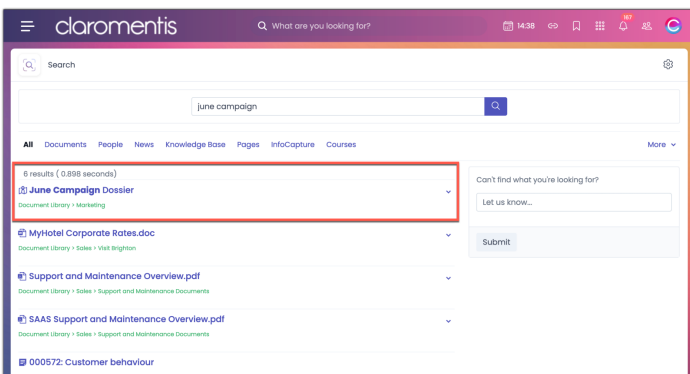 claromentis
What are you looking for?
14:38
167
Search
june campaign
All Documents People News Knowledge Base Pages InfoCapture Courses More
6 results ( 0.898 seconds)
June Campaign Dossier
Document Library > Marketing
Can't find what you're looking for?
Let us know...
Submit
MyHotel Corporate Rates.doc
Document Library > Sales > Visit Brighton
Support and Maintenance Overview.pdf
Document Library > Sales > Support and Maintenance Documents
SAAS Support and Maintenance Overview.pdf
Document Library > Sales > Support and Maintenance Documents
000572: Customer behaviour